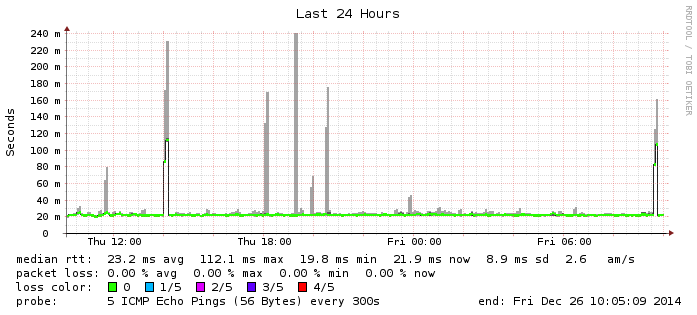 Last 24 Hours
RRDTOOL / TOBI OETIKER
Seconds
240 m
220 m
200 m
180 m
160 m
140 m
120 m
100 m
80 m
60 m
40 m
20 m
0
Thu 12:00 Thu 18:00 Fri 00:00 Fri 06:00
median rtt: 23.2 ms avg 112.1 ms max 19.8 ms min 21.9 ms now 8.9 ms sd 2.6 am/s
packet loss: 0.00 % avg 0.00 % max 0.00 % min 0.00 % now
loss color: 0 1/5 2/5 3/5 4/5
probe: 5 ICMP Echo Pings (56 Bytes) every 300s end: Fri Dec 26 10:05:09 2014